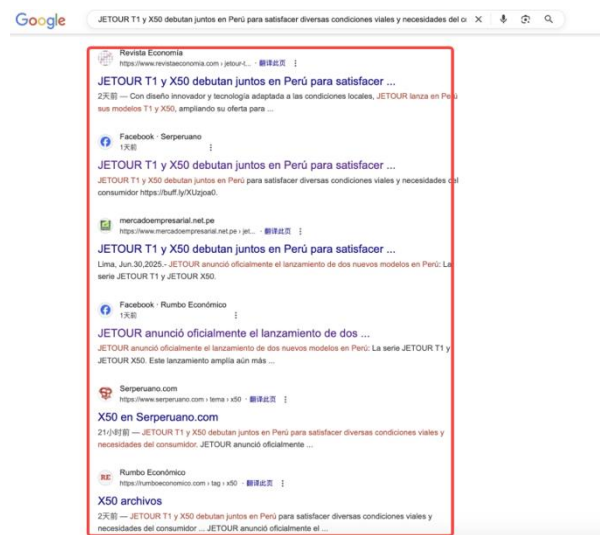 Google
JETOUR T1 y X50 debutan juntos en Perú para satisfacer diversas condiciones viales y necesidades del c
Revista Economía
https://www.revistaeconomia.com › jetour-t... · 翻译此页
JETOUR T1 y X50 debutan juntos en Perú para satisfacer ...
2天前 — Con diseño innovador y tecnología adaptada a las condiciones locales, JETOUR lanza en Perú
sus modelos T1 y X50, ampliando su oferta para ...
Facebook · Serperuano
1天前
JETOUR T1 y X50 debutan juntos en Perú para satisfacer ...
JETOUR T1 y X50 debutan juntos en Perú para satisfacer diversas condiciones viales y necesidades del
consumidor https://buff.ly/XUzjoa0.
mercadoempresarial.net.pe
https://www.mercadoempresarial.net.pe › jet... · 翻译此页
JETOUR T1 y X50 debutan juntos en Perú para satisfacer ...
Lima, Jun.30,2025.- JETOUR anunció oficialmente el lanzamiento de dos nuevos modelos en Perú: La
serie JETOUR T1 y JETOUR X50.
Facebook · Rumbo Económico
1天前
JETOUR anunció oficialmente el lanzamiento de dos ...
JETOUR anunció oficialmente el lanzamiento de dos nuevos modelos en Perú: La serie JETOUR T1 y
JETOUR X50. Este lanzamiento amplía aún más ...
Serperuano.com
https://www.serperuano.com › tema › x50 · 翻译此页
X50 en Serperuano.com
21小时前 — JETOUR T1 y X50 debutan juntos en Perú para satisfacer diversas condiciones viales y
necesidades del consumidor. JETOUR anunció oficialmente ...
RE
Rumbo Económico
https://rumboeconomico.com › tag › x50 · 翻译此页
X50 archivos
2天前 — JETOUR T1 y X50 debutan juntos en Perú para satisfacer diversas condiciones viales y
necesidades del consumidor ... JETOUR anunció oficialmente el ...